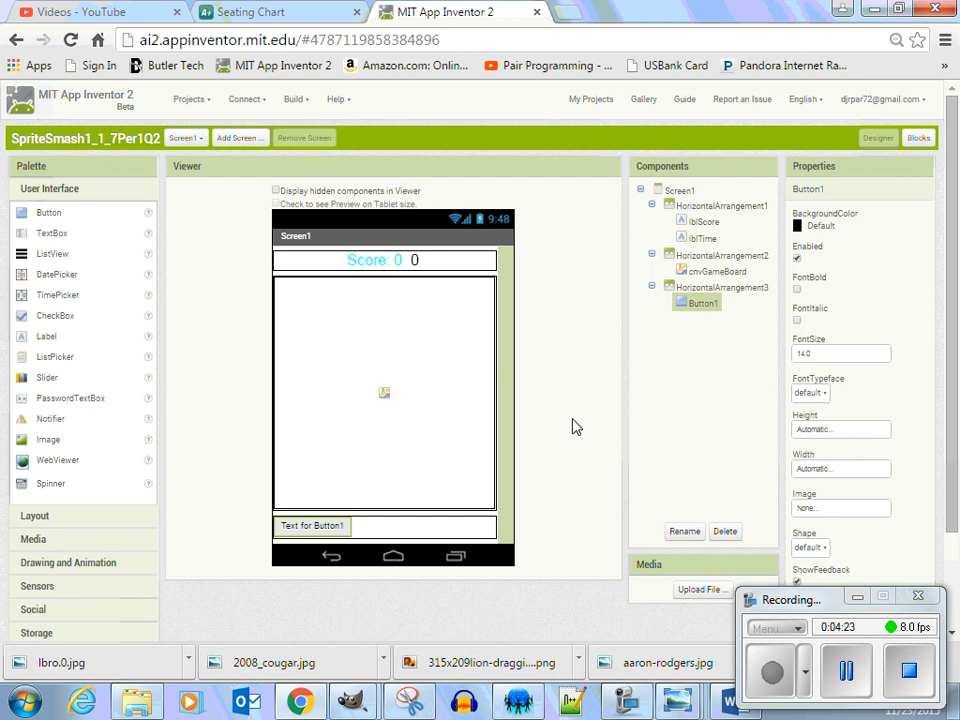 Videos - YouTube
Seating Chart
MIT App Inventor 2
ai2.appinventor.mit.edu/#4787119858384896
Apps
Sign In
Butler Tech
MIT App Inventor 2
Amazon.com: Onli...
Pair Programming - ...
USBank Card
Pandora Internet Ra...
»
MIT App Inventor 2
Beta
Projects
Connect
Build
Help
My Projects
Gallery
Guide
Report an Issue
English
djrpar72@gmail.com
SpriteSmash1_1_7Per1Q2
Screen1
Add Screen ...
Remove Screen
Designer
Blocks
Palette
User Interface
Button
TextBox
ListView
DatePicker
TimePicker
CheckBox
Label
ListPicker
Slider
PasswordTextBox
Notifier
Image
WebViewer
Spinner
Layout
Media
Drawing and Animation
Sensors
Social
Storage
Viewer
Display hidden components in Viewer
Check to see Preview on Tablet size.
9:48
Screen1
Score: 0 0
Text for Button1
Components
Screen1
HorizontalArrangement1
lblScore
lblTime
HorizontalArrangement2
cnvGameBoard
HorizontalArrangement3
Button1
Rename
Delete
Media
Upload File ...
Properties
Button1
BackgroundColor
Default
Enabled
FontBold
FontItalic
FontSize
14.0
FontTypeface
default
Height
Automatic...
Width
Automatic...
Image
None...
Shape
default
ShowFeedback
Recording...
Menu
0:04:23
8.0 fps
lbro.0.jpg
2008_cougar.jpg
315x209lion-draggi....png
aaron-rodgers.jpg
11/23/2015